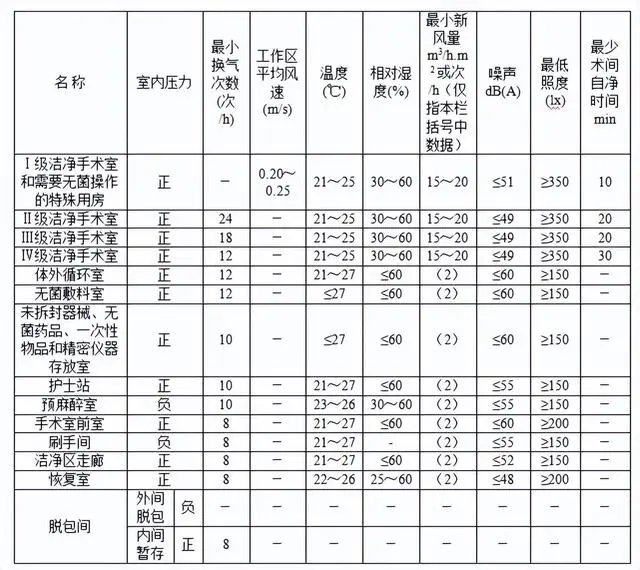 名 称 室内压力 最小换气次数(次/h) 工作区平均风速(m/s) 温度(℃) 相对湿度(%) 最小新风量m³/h.m²或次/h（仅指本栏括号中数据） 噪声dB(A) 最低照度(lx) 最少术间自净时间min
Ⅰ级洁净手术室和需要无菌操作的特殊用房 正 － 0.20～0.25 21～25 30～60 15～20 ≤51 ≥350 10
II级洁净手术室 正 24 － 21～25 30～60 15～20 ≤49 ≥350 20
III级洁净手术室 正 18 － 21～25 30～60 15～20 ≤49 ≥350 20
IV级洁净手术室 正 12 － 21～25 30～60 15～20 ≤49 ≥350 30
体外循环室 正 12 － 21～27 ≤60 （2） ≤60 ≥150 －
无菌敷料室 正 12 － ≤27 ≤60 （2） ≤60 ≥150 －
未拆封器械、无菌药品、一次性物品和精密仪器存放室 正 10 － ≤27 ≤60 （2） ≤60 ≥150 －
护士站 正 10 － 21～27 ≤60 （2） ≤55 ≥150 －
预麻醉室 负 10 － 23～26 30～60 （2） ≤55 ≥150 －
手术室前室 正 8 － 21～27 ≤60 （2） ≤60 ≥200 －
刷手间 负 8 － 21～27 - （2） ≤55 ≥150 －
洁净区走廊 正 8 － 21～27 ≤60 （2） ≤52 ≥150 －
恢复室 正 8 － 22～26 25～60 （2） ≤48 ≥200 －
脱包间 外间脱包 负 － － － － － － － －
内间暂存 正 8 － － － － － － －